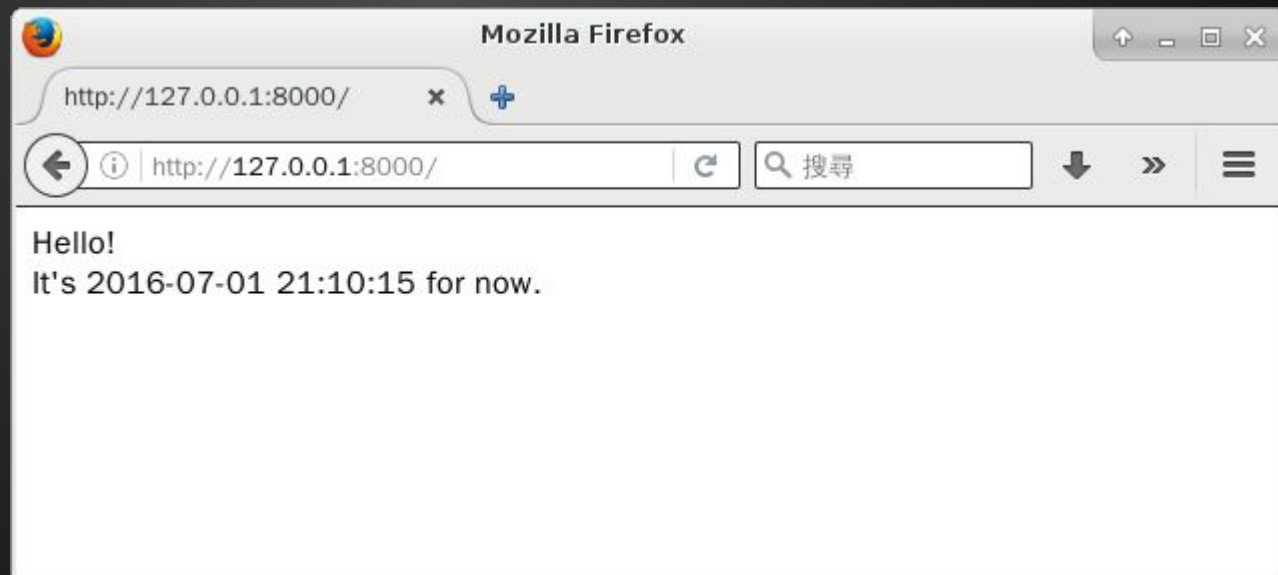 Mozilla Firefox
http://127.0.0.1:8000/
http://127.0.0.1:8000/
搜尋
Hello!
It's 2016-07-01 21:10:15 for now.